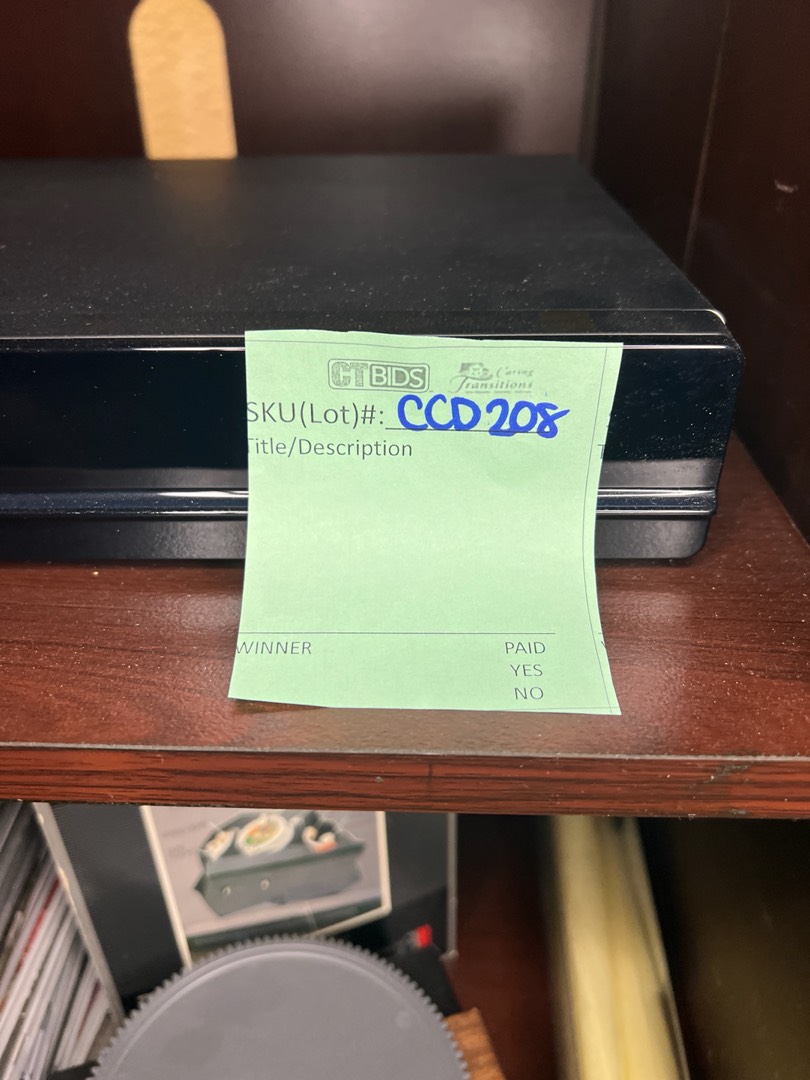 CTBIDS
Caring Transitions
SKU(Lot)#: CCD208
Title/Description
WINNER PAID
YES
NO